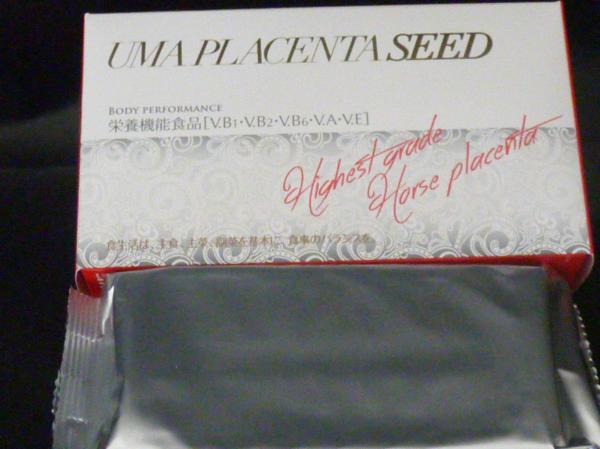 UMA PLACENTA SEED
BODY PERFORMANCE
栄養機能食品[V.B1・V.B2・V.B6・V.A・V.E]
Highest grade
Horse placenta
食生活は、主食、主菜、副菜を基本に、食事のバランスを。